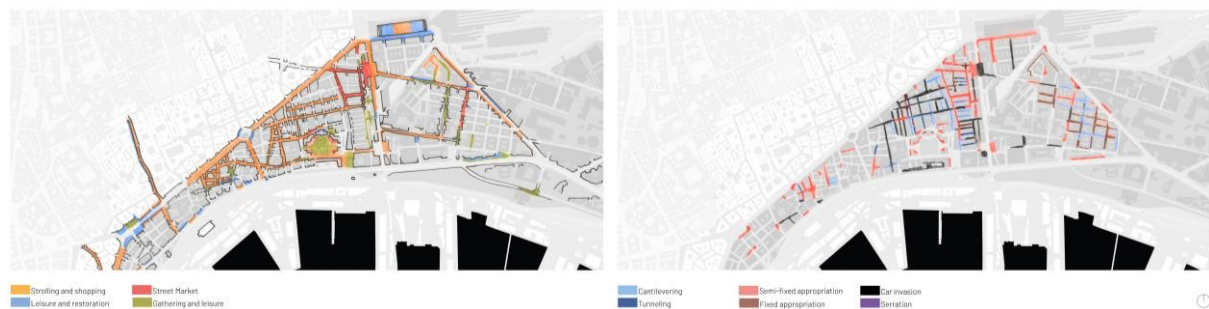 Strolling and shopping
Street Market
Leisure and restoration
Gathering and leisure
Cantilevering
Semi-fixed appropriation
Car invasion
Tunneling
Fixed appropriation
Serration